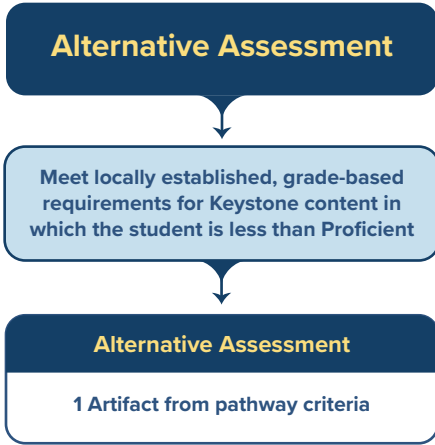 Alternative Assessment
Meet locally established, grade-based
requirements for Keystone content in
which the student is less than Proficient
Alternative Assessment
1 Artifact from pathway criteria